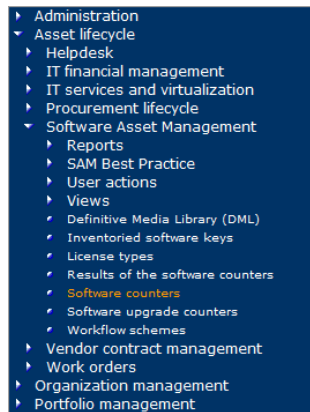 Administration
Asset lifecycle
Helpdesk
IT financial management
IT services and virtualization
Procurement lifecycle
Software Asset Management
Reports
SAM Best Practice
User actions
Views
Definitive Media Library (DML)
Inventoried software keys
License types
Results of the software counters
Software counters
Software upgrade counters
Workflow schemes
Vendor contract management
Work orders
Organization management
Portfolio management